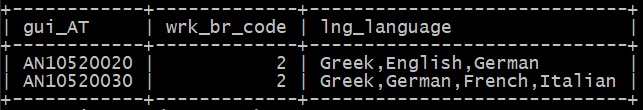 +------------+-------------+------------------------------+
| gui_AT     | wrk_br_code | lng_language                 |
+------------+-------------+------------------------------+
| AN10520020 |           2 | Greek,English,German         |
| AN10520030 |           2 | Greek,German,French,Italian  |
+------------+-------------+------------------------------+